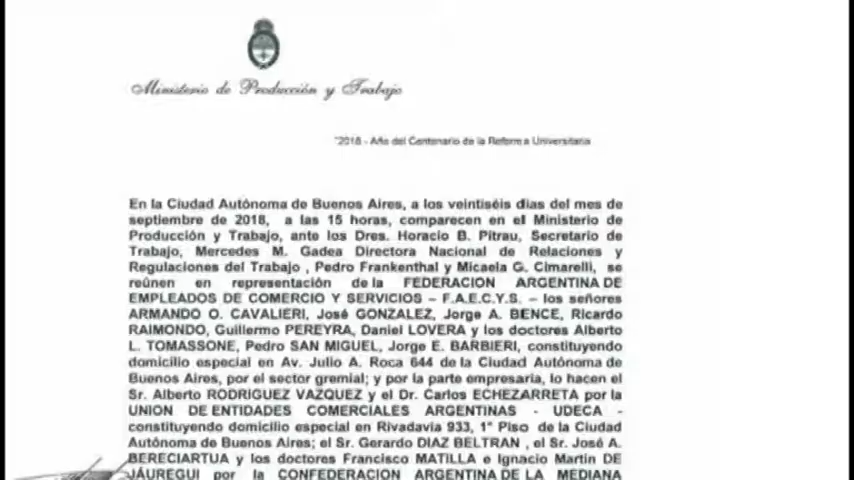 Ministerio de Producción y Trabajo
"2018 - Año del Centenario de la Reforma Universitaria
En la Ciudad Autónoma de Buenos Aires, a los veintiséis días del mes de
septiembre de 2018, a las 15 horas, comparecen en el Ministerio de
Producción y Trabajo, ante los Dres. Horacio B. Pitrau, Secretario de
Trabajo, Mercedes M. Gadea Directora Nacional de Relaciones y
Regulaciones del Trabajo , Pedro Frankenthal y Micaela G. Cimarelli, se
reúnen en representación de la FEDERACION ARGENTINA DE
EMPLEADOS DE COMERCIO Y SERVICIOS – F.A.E.C.Y.S. – los señores
ARMANDO O. CAVALIERI, José GONZALEZ, Jorge A. BENCE, Ricardo
RAIMONDO, Guillermo PEREYRA, Daniel LOVERA y los doctores Alberto
L. TOMASSONE, Pedro SAN MIGUEL, Jorge E. BARBIERI, constituyendo
domicilio especial en Av. Julio A. Roca 644 de la Ciudad Autónoma de
Buenos Aires, por el sector gremial; y por la parte empresaria, lo hacen el
Sr. Alberto RODRIGUEZ VAZQUEZ y el Dr. Carlos ECHEZARRETA por la
UNION DE ENTIDADES COMERCIALES ARGENTINAS - UDECA -
constituyendo domicilio especial en Rivadavia 933, 1° Piso de la Ciudad
Autónoma de Buenos Aires; el Sr. Gerardo DIAZ BELTRAN , el Sr. José A.
BERECIARTUA y los doctores Francisco MATILLA e Ignacio Martín DE
JÁUREGUI por la CONFEDERACION ARGENTINA DE LA MEDIANA